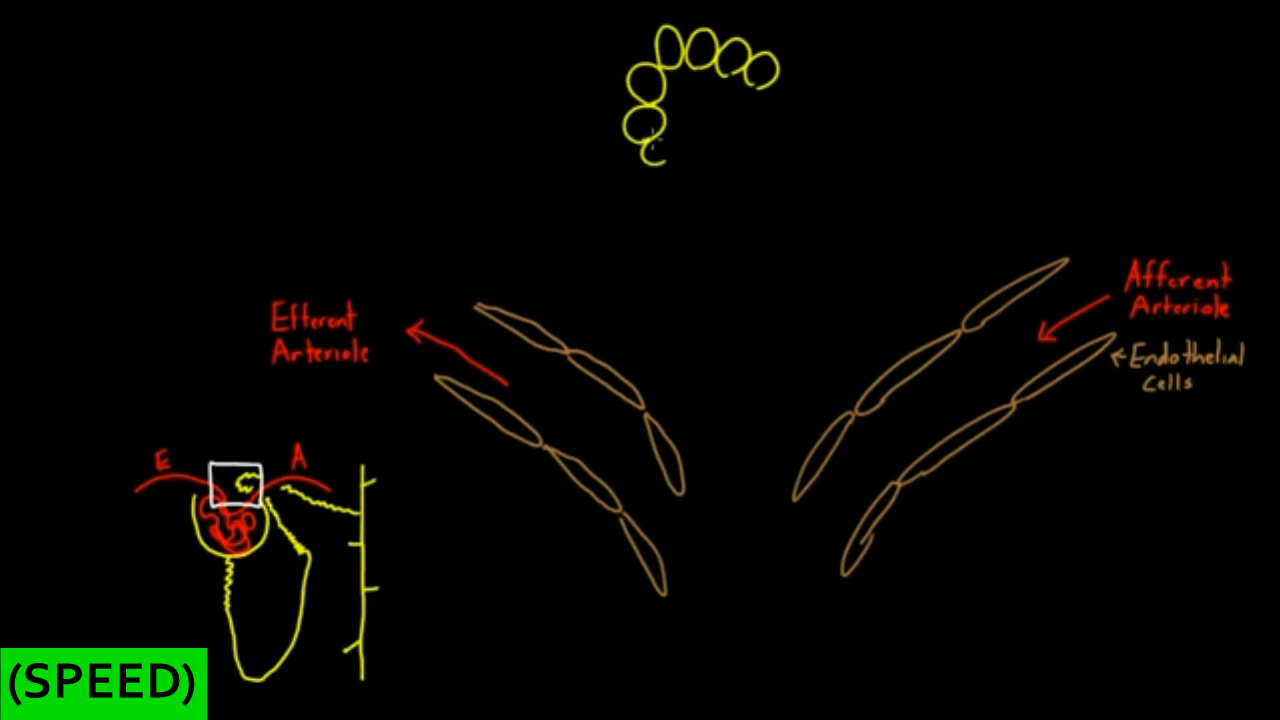 Afferent
Arteriole
←Endothelial
Cells
Efferent
Arteriole
E
A
(SPEED)